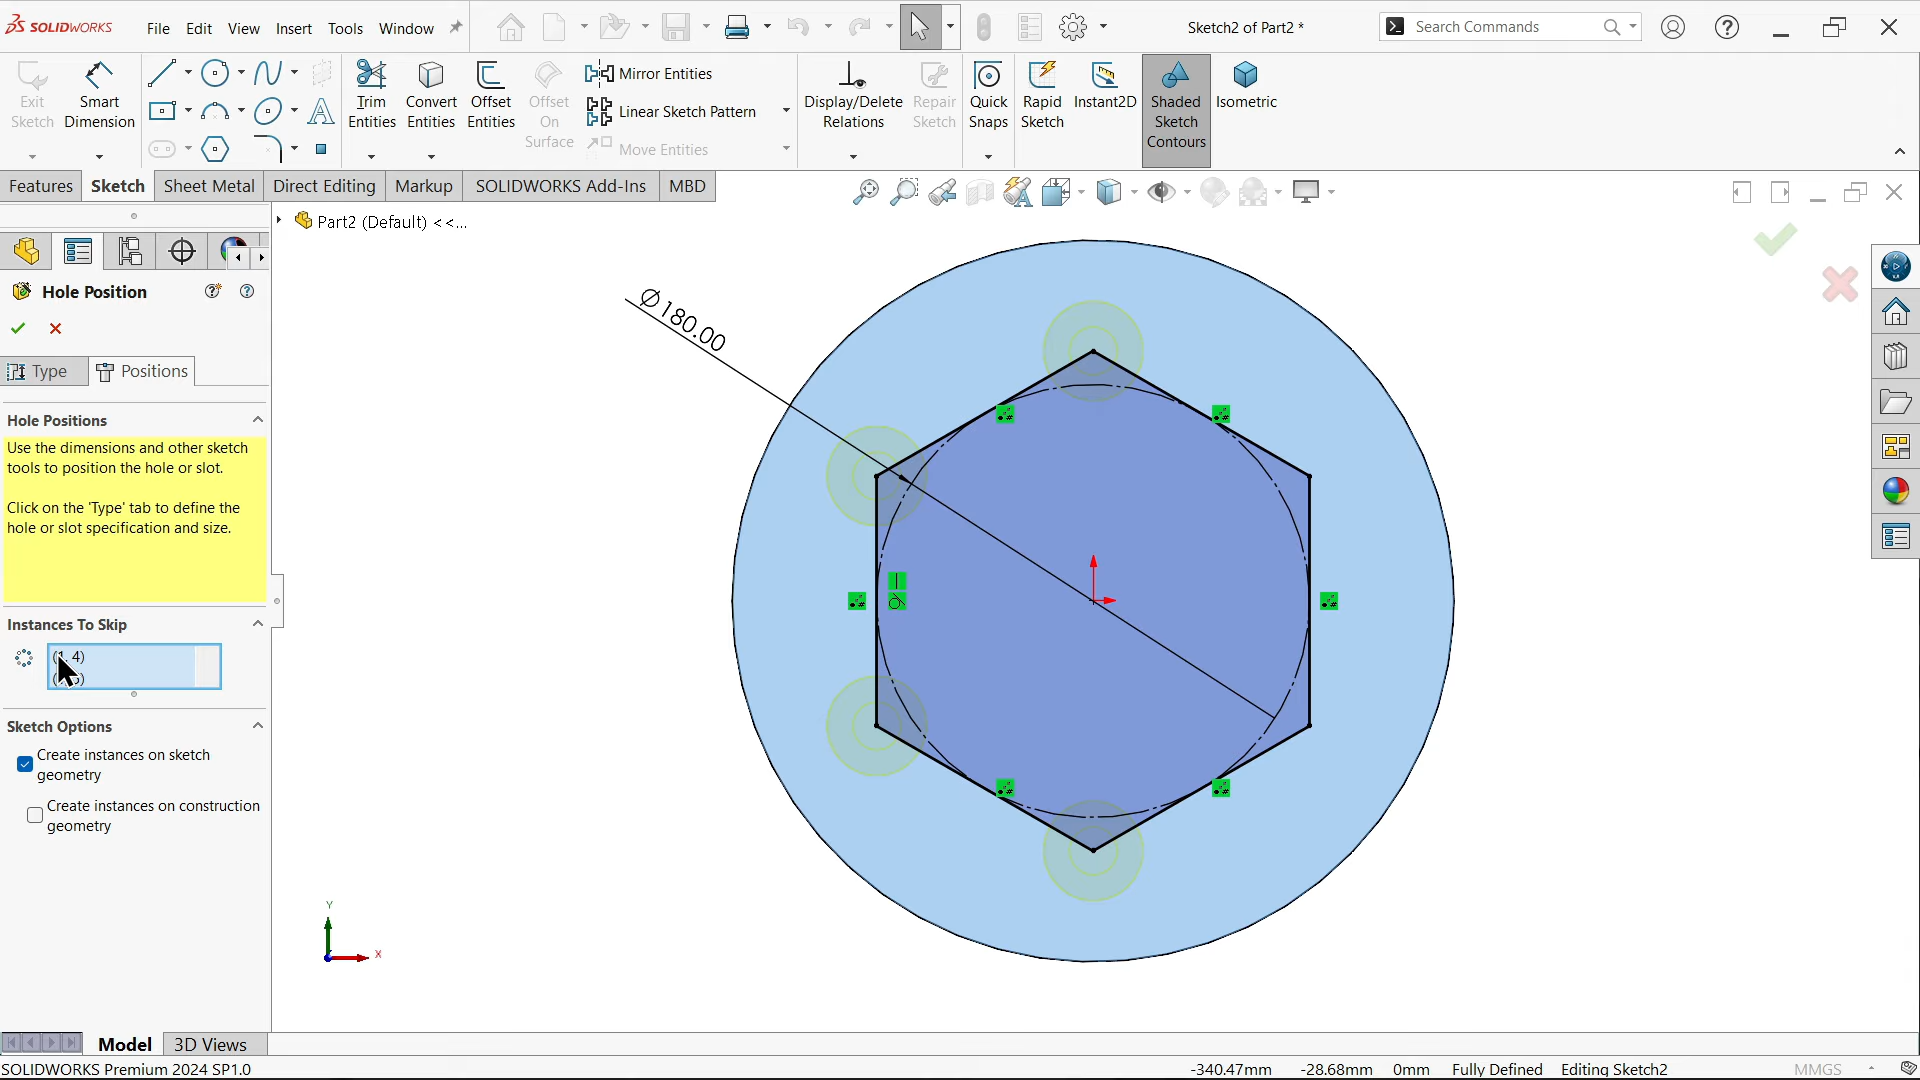 SOLIDWORKS File Edit View Insert Tools Window Sketch2 of Part2 * Search Commands
Exit Sketch
Smart Dimension
Trim Entities
Convert Entities
Offset Entities
Offset On Surface
Mirror Entities
Linear Sketch Pattern
Move Entities
Display/Delete Relations
Repair Sketch
Quick Snaps
Rapid Sketch
Instant2D
Shaded Sketch Contours
Isometric
Features Sketch Sheet Metal Direct Editing Markup SOLIDWORKS Add-Ins MBD
Part2 (Default) <<...
Hole Position
Type Positions
Hole Positions
Use the dimensions and other sketch
tools to position the hole or slot.
Click on the 'Type' tab to define the
hole or slot specification and size.
Instances To Skip
Sketch Options
Create instances on sketch
geometry
Create instances on construction
geometry
Ø180.00
Y
X
Model 3D Views
SOLIDWORKS Premium 2024 SP1.0 -340.47mm -28.68mm 0mm Fully Defined Editing Sketch2 MMGS